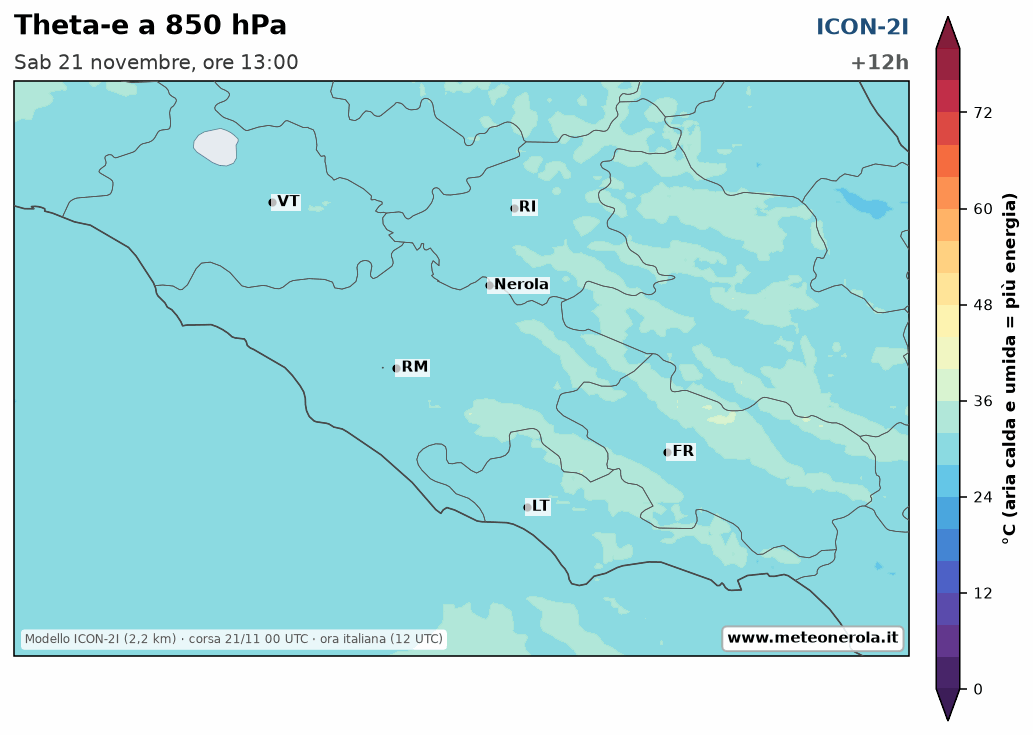 Theta-e a 850 hPa
ICON-2I
Sab 21 novembre, ore 13:00
+12h
VT
RI
Nerola
RM
FR
LT
72
60
48
36
24
12
0
°C (aria calda e umida = più energia)
Modello ICON-2I (2,2 km) · corsa 21/11 00 UTC · ora italiana (12 UTC)
www.meteonerola.it